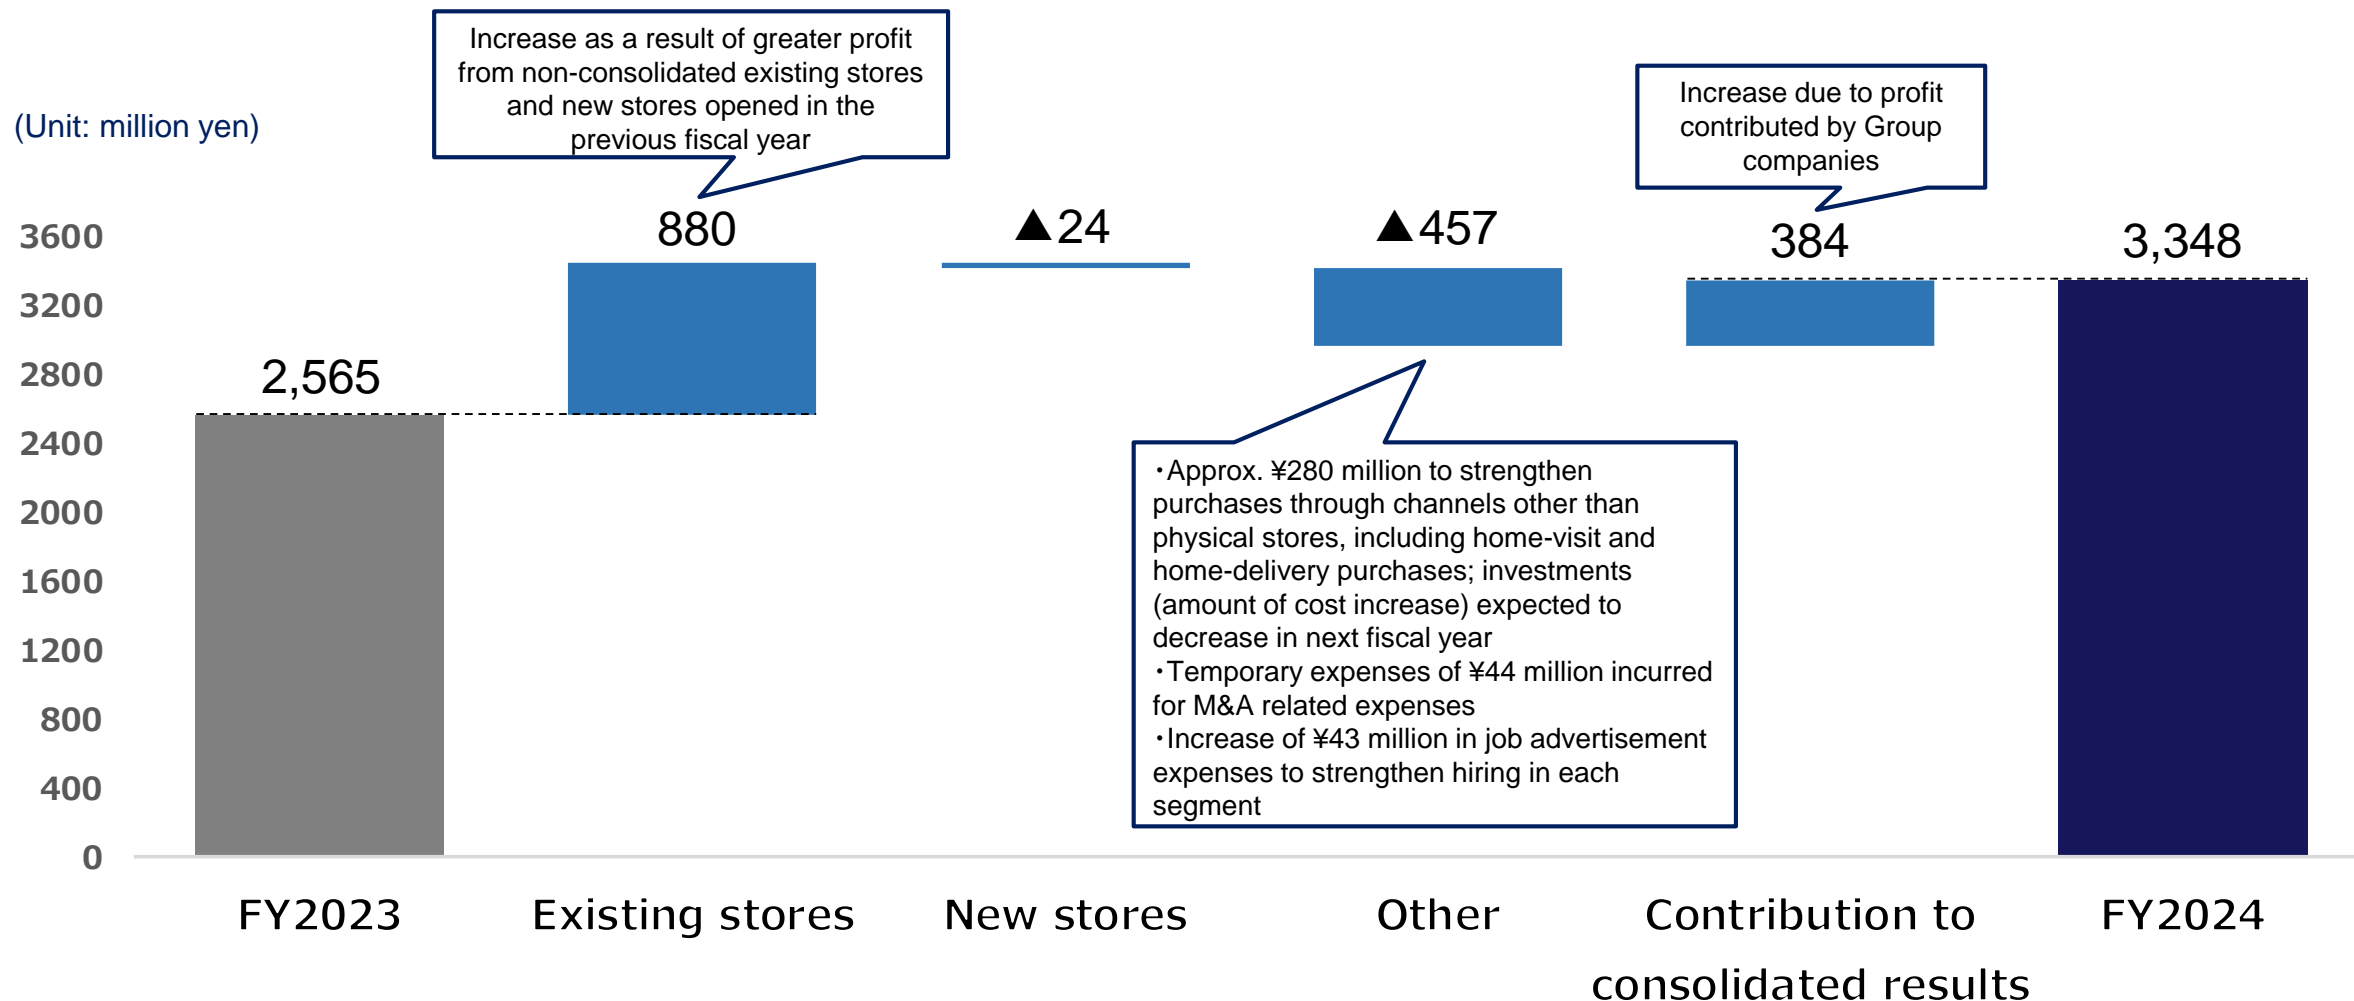 Increase as a result of greater profit
from non-consolidated existing stores
and new stores opened in the
previous fiscal year
Increase due to profit
contributed by Group
companies
(Unit: million yen)
3600
3200
2800
2400
2000
1600
1200
800
400
0
2,565
880
▲24
▲457
384
3,348
・Approx. ¥280 million to strengthen
purchases through channels other than
physical stores, including home-visit and
home-delivery purchases; investments
(amount of cost increase) expected to
decrease in next fiscal year
・Temporary expenses of ¥44 million incurred
for M&A related expenses
・Increase of ¥43 million in job advertisement
expenses to strengthen hiring in each
segment
FY2023
Existing stores
New stores
Other
Contribution to
consolidated results
FY2024